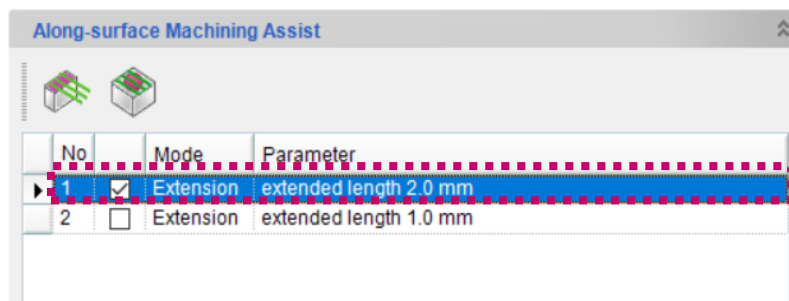 Along-surface Machining Assist
No Mode Parameter
1 Extension extended length 2.0 mm
2 Extension extended length 1.0 mm